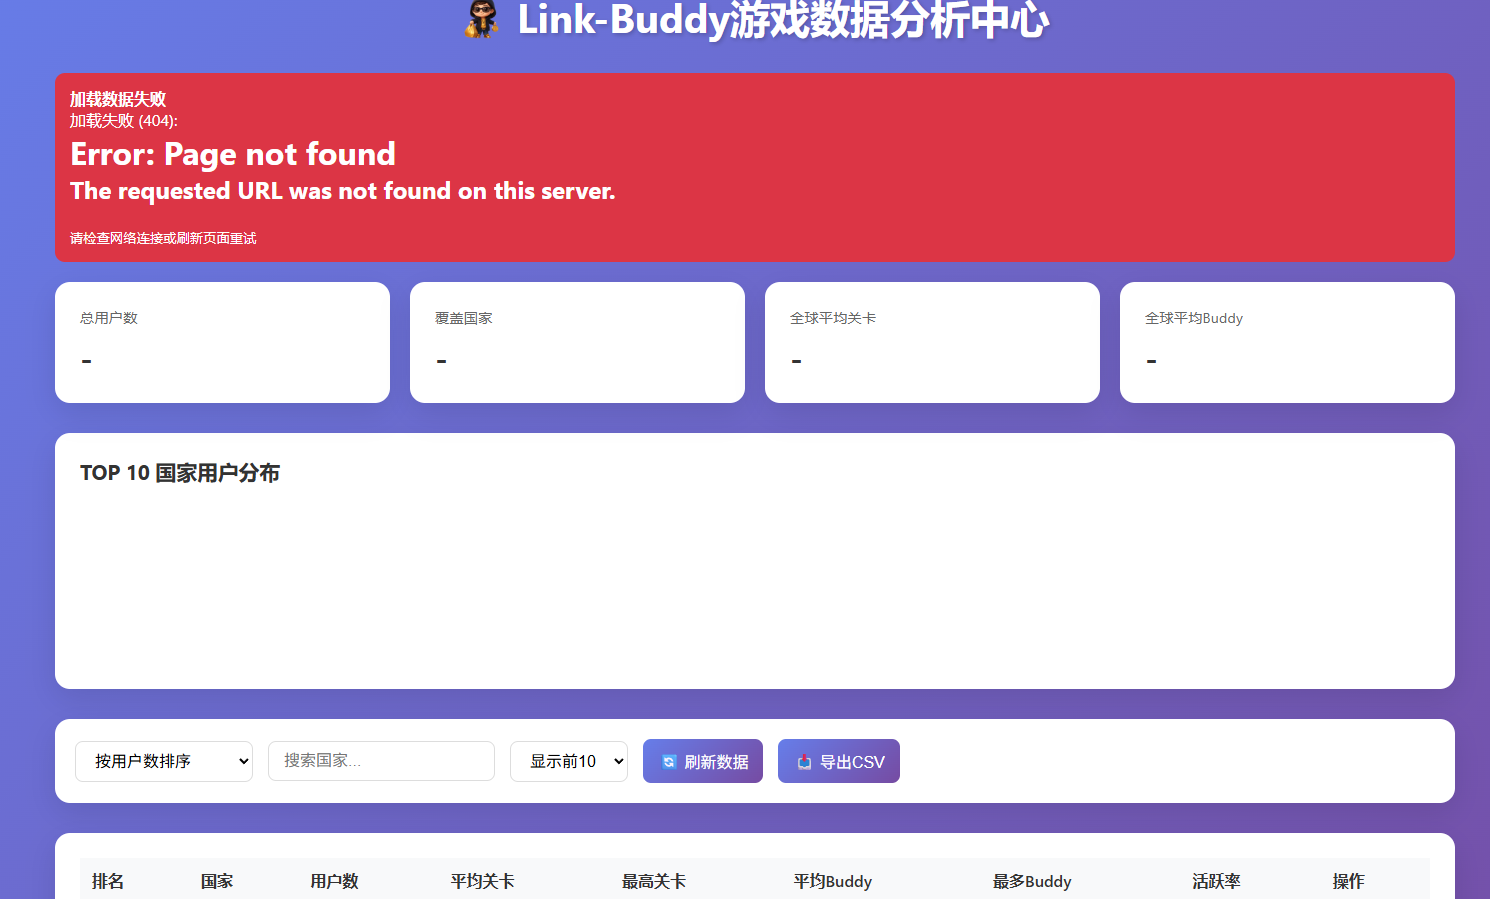 Link-Buddy游戏数据分析中心
加载数据失败
加载失败 (404):
Error: Page not found
The requested URL was not found on this server.
请检查网络连接或刷新页面重试
总用户数 覆盖国家 全球平均关卡 全球平均Buddy
- - - -
TOP 10 国家用户分布
按用户数排序 搜索国家... 显示前10 刷新数据 导出CSV
排名 国家 用户数 平均关卡 最高关卡 平均Buddy 最多Buddy 活跃率 操作